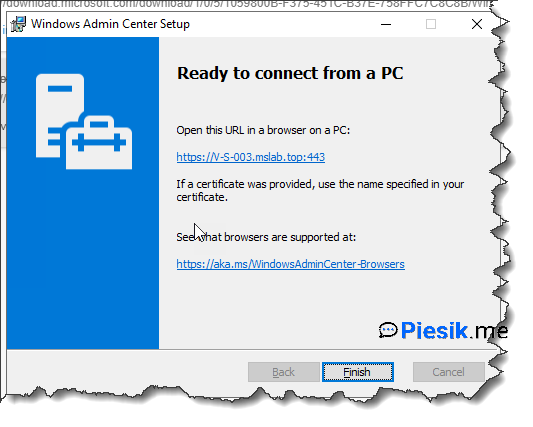 /download.microsoft.com/download/1/0/5/1059800B-F375-451C-B37E-758FFC7C8C8B/Win
Windows Admin Center Setup
Ready to connect from a PC
Open this URL in a browser on a PC:
https://V-S-003.mslab.top:443
If a certificate was provided, use the name specified in your
certificate.
See what browsers are supported at:
https://aka.ms/WindowsAdminCenter-Browsers
Piesik.me
Back
Finish
Cancel